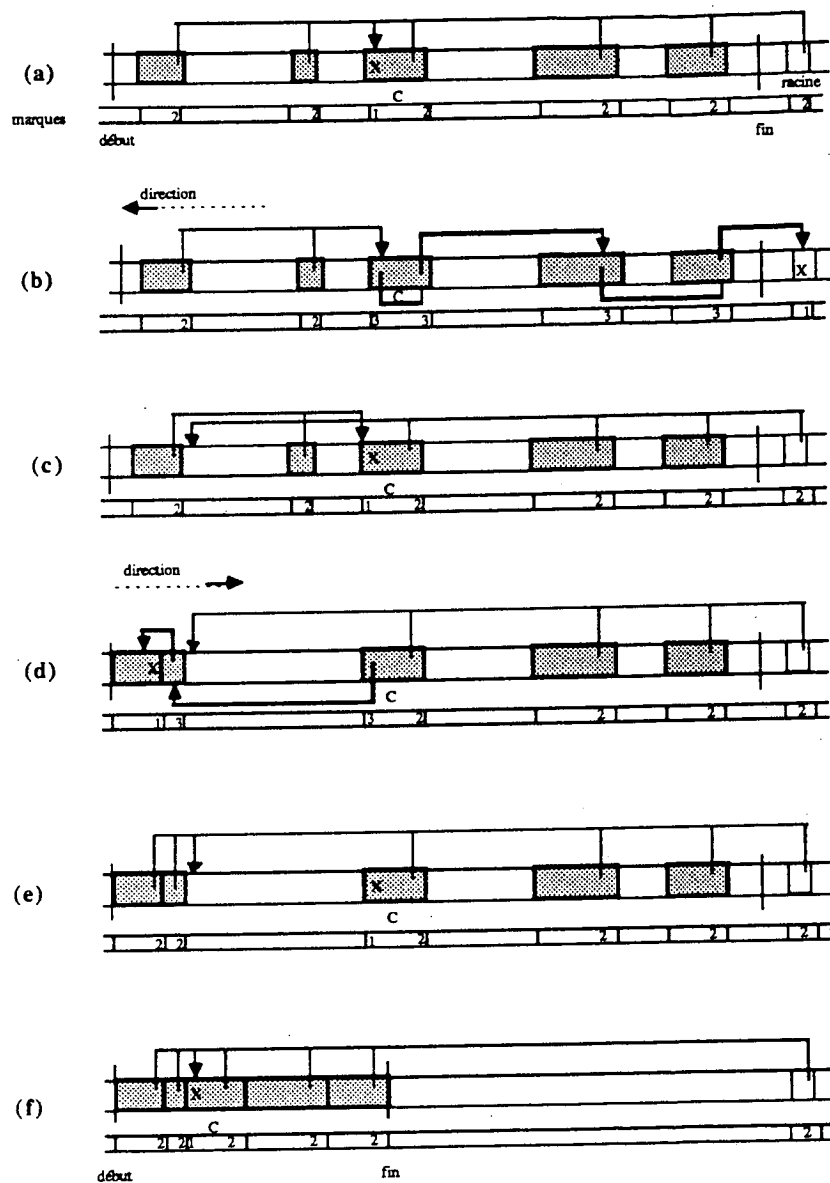 (a)
X
racine
C
marques 2 2 1 2 2 2 2
début fin
direction
(b)
X
C
2 2 3 3 3 3 1
(c)
X
C
2 2 1 2 2 2 2
direction
(d)
X
C
1 3 3 2 2 2 2
(e)
X
C
2 2 1 2 2 2 2
(f)
X
C
2 2 1 2 2 2 2
début fin